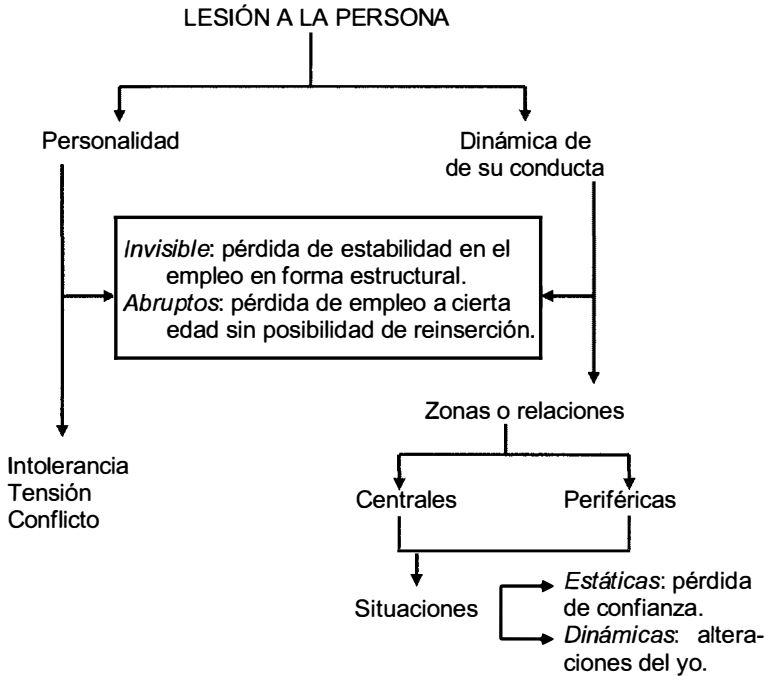 LESIÓN A LA PERSONA
Personalidad
Dinámica de
de su conducta
Invisible: pérdida de estabilidad en el
empleo en forma estructural.
Abruptos: pérdida de empleo a cierta
edad sin posibilidad de reinserción.
Zonas o relaciones
Intolerancia
Tensión
Conflicto
Centrales
Periféricas
Situaciones
Estáticas: pérdida
de confianza.
Dinámicas: altera-
ciones del yo.